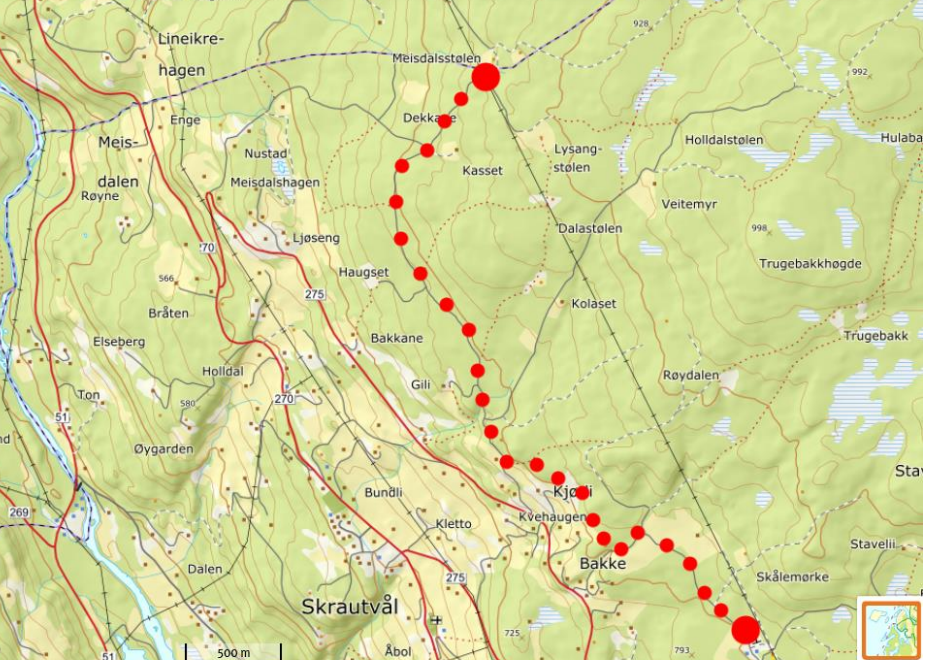 928
Lineikre-
hagen
Meisdalsstølen
992
Dekka
Enge
Meis-
dalen
Nustad
Lysang-
stølen
Holldalstølen
Hulaba
Kasset
Meisdalshagen
Røyne
Veitemyr
Dalastølen
998
70
Ljøseng
Haugset
Trugebakkhøgde
566
275
Bråten
Kolaset
Elseberg
Bakkane
Trugebakk
Holldal
Gili
Røydalen
Ton
580
270
51
Øygarden
nd
Stav
Bundli
Kjø
i
269
Kletto
Kvehaugen
Stavelii
Dalen
Bakke
275
Skålemørke
Skrautvål
725
793
Åbol
51
500 m